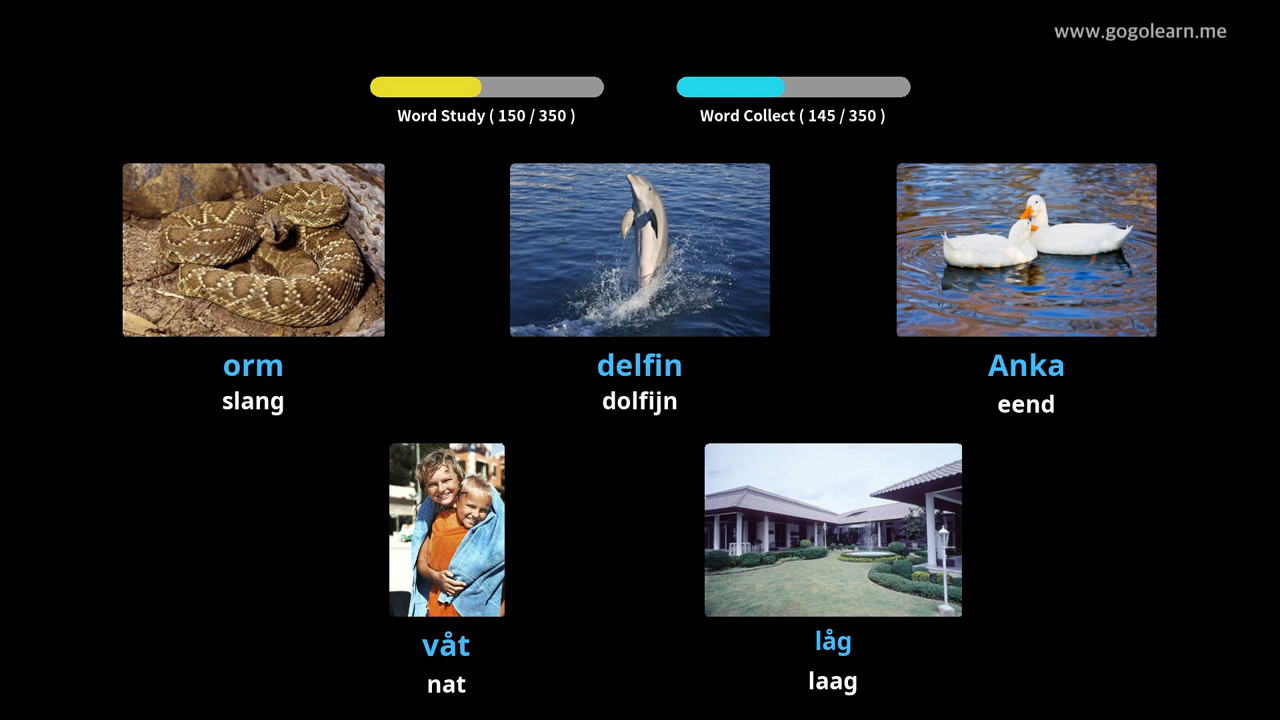 www.gogolearn.me
Word Study ( 150 / 350 )
Word Collect ( 145 / 350 )
orm
slang
delfin
dolfijn
Anka
eend
våt
nat
låg
laag